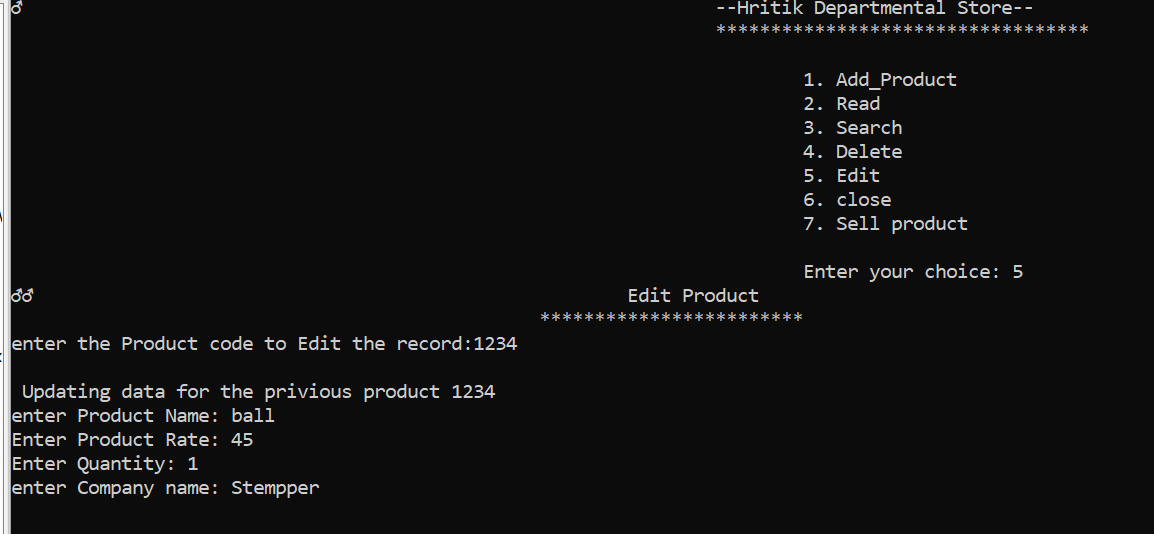 ♂ --Hritik Departmental Store--
**********************************
1. Add_Product
2. Read
3. Search
4. Delete
5. Edit
6. close
7. Sell product
Enter your choice: 5
♂♂ Edit Product
************************
enter the Product code to Edit the record:1234
Updating data for the privious product 1234
enter Product Name: ball
Enter Product Rate: 45
Enter Quantity: 1
enter Company name: Stempper